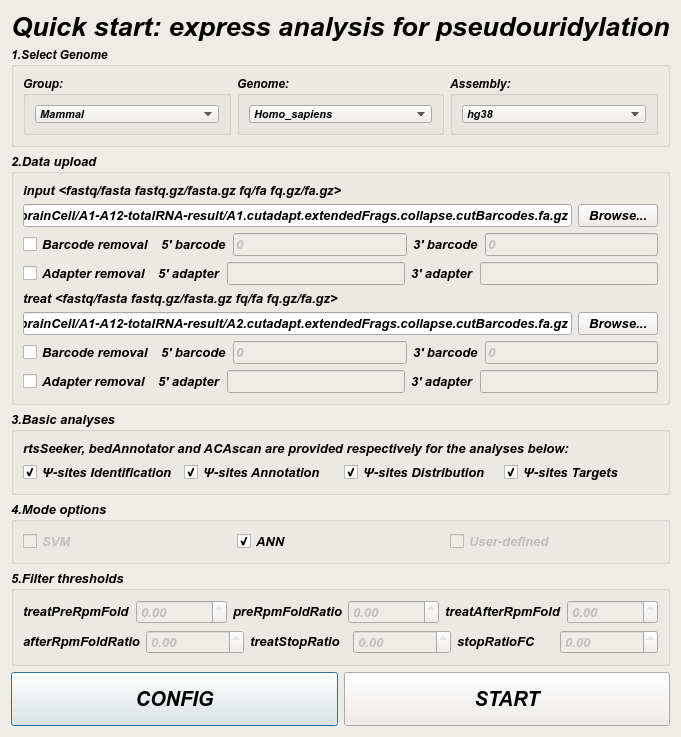 Quick start: express analysis for pseudouridylation
1.Select Genome
Group: Genome: Assembly:
Mammal Homo_sapiens hg38
2.Data upload
input <fastq/fasta fastq.gz/fasta.gz fq/fa fq.gz/fa.gz>
rainCell/A1-A12-totalRNA-result/A1.cutadapt.extendedFrags.collapse.cutBarcodes.fa.gz Browse...
Barcode removal 5' barcode 0 3' barcode 0
Adapter removal 5' adapter 3' adapter
treat <fastq/fasta fastq.gz/fasta.gz fq/fa fq.gz/fa.gz>
rainCell/A1-A12-totalRNA-result/A2.cutadapt.extendedFrags.collapse.cutBarcodes.fa.gz Browse...
Barcode removal 5' barcode 0 3' barcode 0
Adapter removal 5' adapter 3' adapter
3.Basic analyses
rtsSeeker, bedAnnotator and ACAscan are provided respectively for the analyses below:
Ψ-sites Identification Ψ-sites Annotation Ψ-sites Distribution Ψ-sites Targets
4.Mode options
SVM ANN User-defined
5.Filter thresholds
treatPreRpmFold 0.00 preRpmFoldRatio 0.00 treatAfterRpmFold 0.00
afterRpmFoldRatio 0.00 treatStopRatio 0.00 stopRatioFC 0.00
CONFIG START